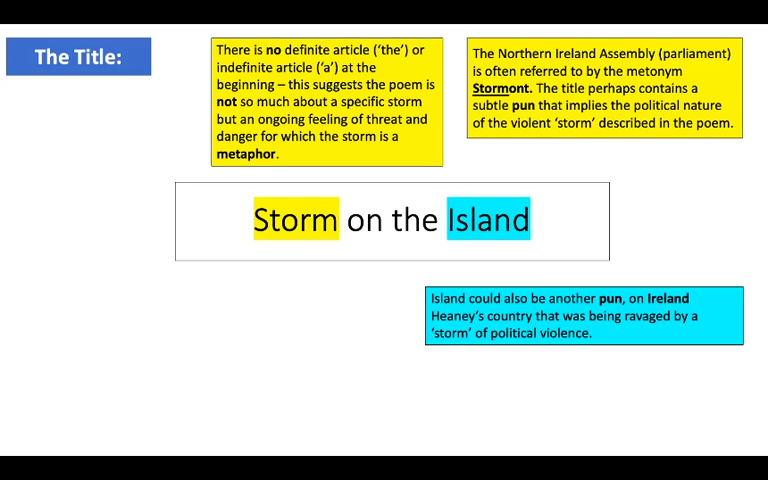 The Title:
There is no definite article (‘the’) or
indefinite article (‘a’) at the
beginning – this suggests the poem is
not so much about a specific storm
but an ongoing feeling of threat and
danger for which the storm is a
metaphor.
The Northern Ireland Assembly (parliament)
is often referred to by the metonym
Stormont. The title perhaps contains a
subtle pun that implies the political nature
of the violent ‘storm’ described in the poem.
Storm on the Island
Island could also be another pun, on Ireland
Heaney’s country that was being ravaged by a
‘storm’ of political violence.